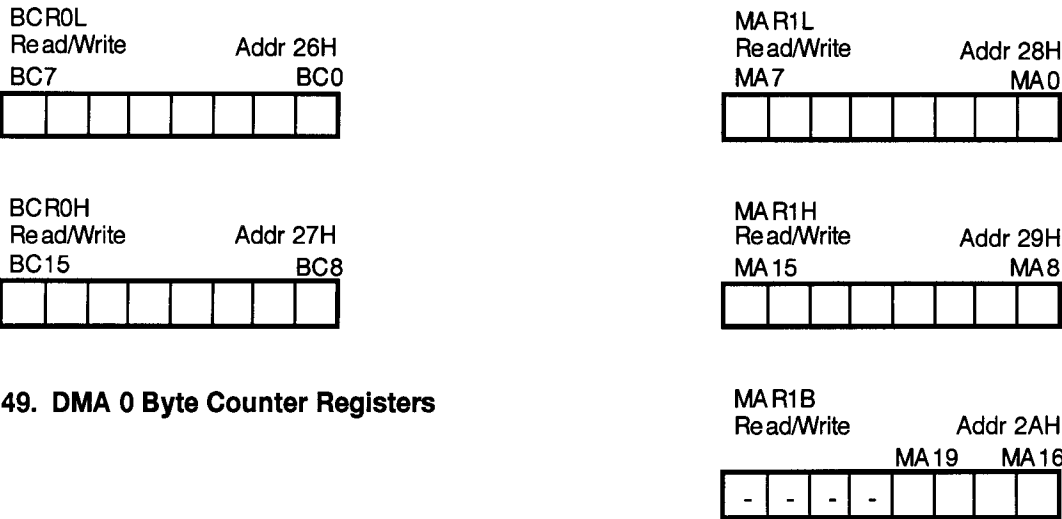 BCR0L
Read/Write Addr 26H
BC7 BC0
BCR0H
Read/Write Addr 27H
BC15 BC8
49. DMA 0 Byte Counter Registers
MAR1L
Read/Write Addr 28H
MA7 MA0
MAR1H
Read/Write Addr 29H
MA15 MA8
MAR1B
Read/Write Addr 2AH
MA19 MA16
- - - -